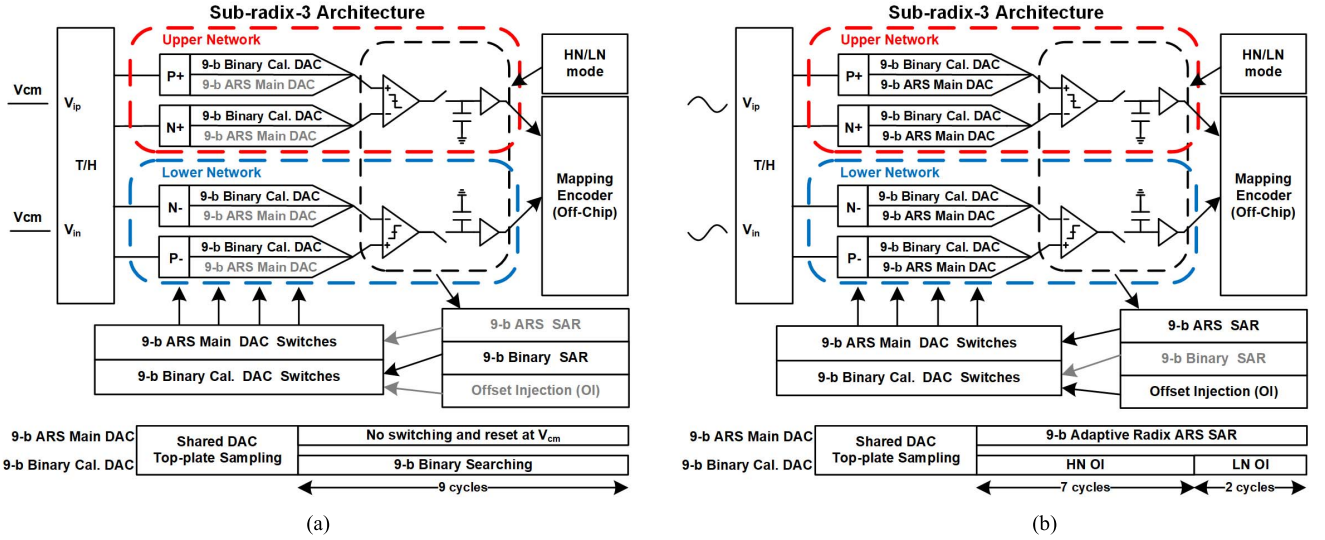 Sub-radix-3 Architecture
Upper Network
P+
9-b Binary Cal. DAC
9-b ARS Main DAC
N+
9-b Binary Cal. DAC
9-b ARS Main DAC
+
−
HN/LN
mode
Vcm
Vip
T/H
Vcm
Vin
Lower Network
N-
9-b Binary Cal. DAC
9-b ARS Main DAC
P-
9-b Binary Cal. DAC
9-b ARS Main DAC
−
+
Mapping
Encoder
(Off-Chip)
9-b ARS Main DAC Switches
9-b Binary Cal. DAC Switches
9-b ARS SAR
9-b Binary SAR
Offset Injection (OI)
9-b ARS Main DAC
9-b Binary Cal. DAC
Shared DAC
Top-plate Sampling
No switching and reset at Vcm
9-b Binary Searching
9 cycles
(a)
Sub-radix-3 Architecture
Upper Network
P+
9-b Binary Cal. DAC
9-b ARS Main DAC
N+
9-b Binary Cal. DAC
9-b ARS Main DAC
+
−
HN/LN
mode
Vip
T/H
Vin
Lower Network
N-
9-b Binary Cal. DAC
9-b ARS Main DAC
P-
9-b Binary Cal. DAC
9-b ARS Main DAC
−
+
Mapping
Encoder
(Off-Chip)
9-b ARS Main DAC Switches
9-b Binary Cal. DAC Switches
9-b ARS SAR
9-b Binary SAR
Offset Injection (OI)
9-b ARS Main DAC
9-b Binary Cal. DAC
Shared DAC
Top-plate Sampling
9-b Adaptive Radix ARS SAR
HN OI
LN OI
7 cycles
2 cycles
(b)